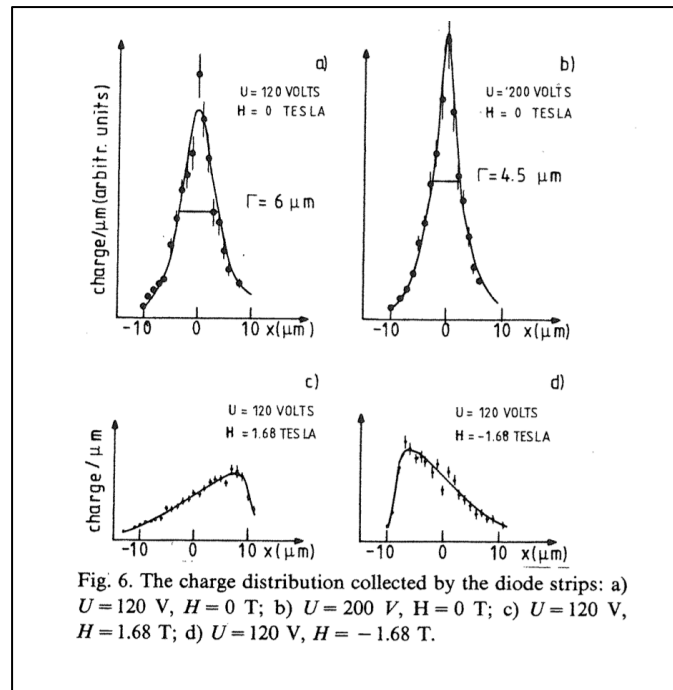 a)
U = 120 VOLTS
H = 0 TESLA
Γ = 6 μm
charge/μm (arbitr. units)
-10 0 10 x(μm)
b)
U = 200 VOLTS
H = 0 TESLA
Γ = 4.5 μm
-10 0 10 x(μm)
c)
U = 120 VOLTS
H = 1.68 TESLA
charge/μm
-10 0 10 x(μm)
d)
U = 120 VOLTS
H = -1.68 TESLA
-10 0 10 x(μm)
Fig. 6. The charge distribution collected by the diode strips: a)
U = 120 V, H = 0 T; b) U = 200 V, H = 0 T; c) U = 120 V,
H = 1.68 T; d) U = 120 V, H = − 1.68 T.